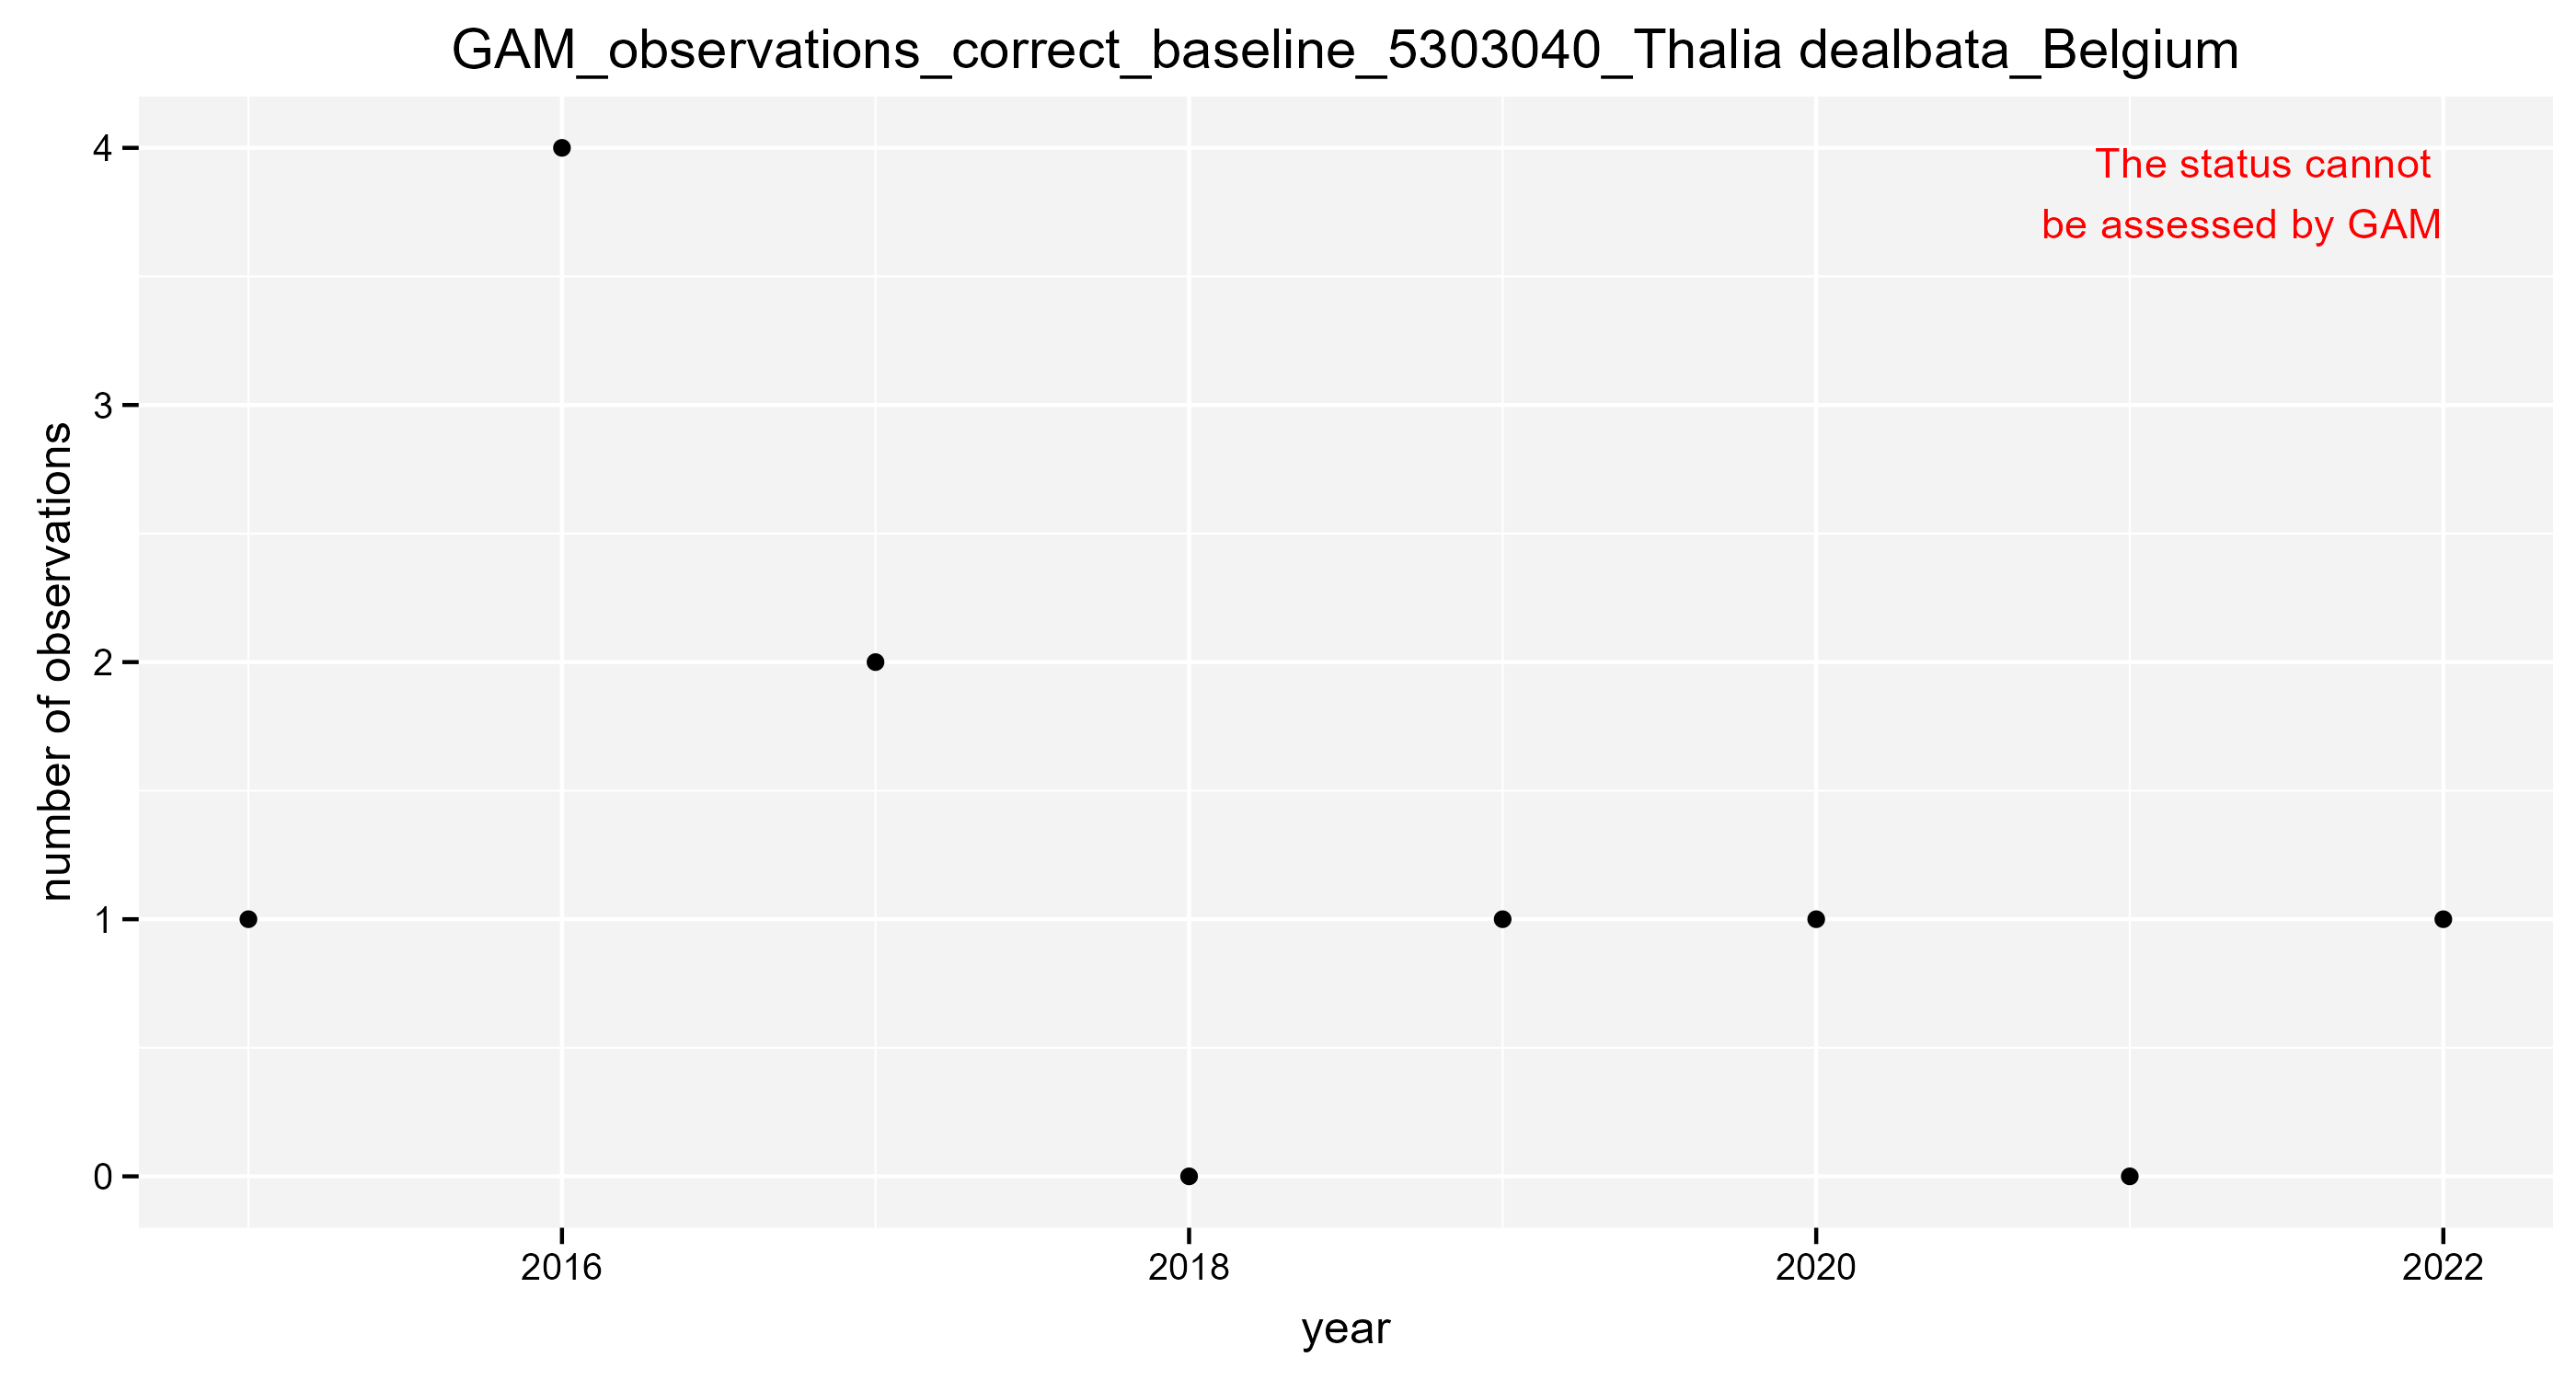 GAM_observations_correct_baseline_5303040_Thalia dealbata_Belgium
The status cannot
be assessed by GAM
4
3
2
1
0
number of observations
2016
2018
2020
2022
year